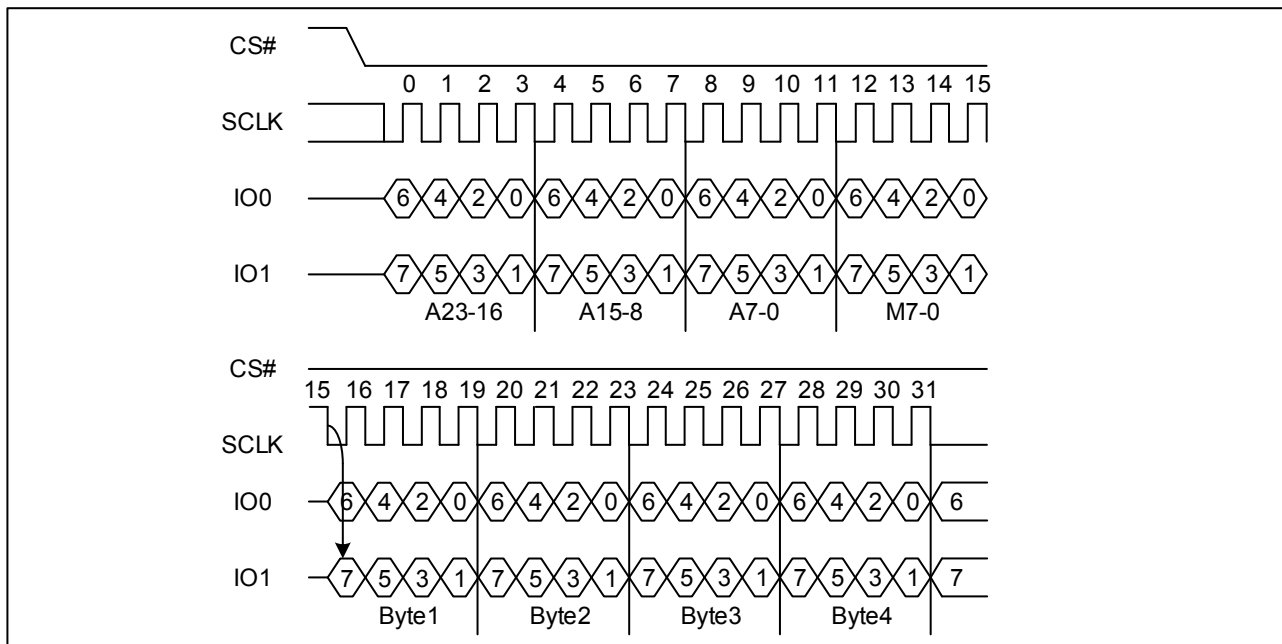 CS#
0 1 2 3 4 5 6 7 8 9 10 11 12 13 14 15
SCLK
IO0 6 4 2 0 6 4 2 0 6 4 2 0 6 4 2 0
IO1 7 5 3 1 7 5 3 1 7 5 3 1 7 5 3 1
A23-16 A15-8 A7-0 M7-0
CS#
15 16 17 18 19 20 21 22 23 24 25 26 27 28 29 30 31
SCLK
IO0 6 4 2 0 6 4 2 0 6 4 2 0 6 4 2 0 6
IO1 7 5 3 1 7 5 3 1 7 5 3 1 7 5 3 1 7
Byte1 Byte2 Byte3 Byte4